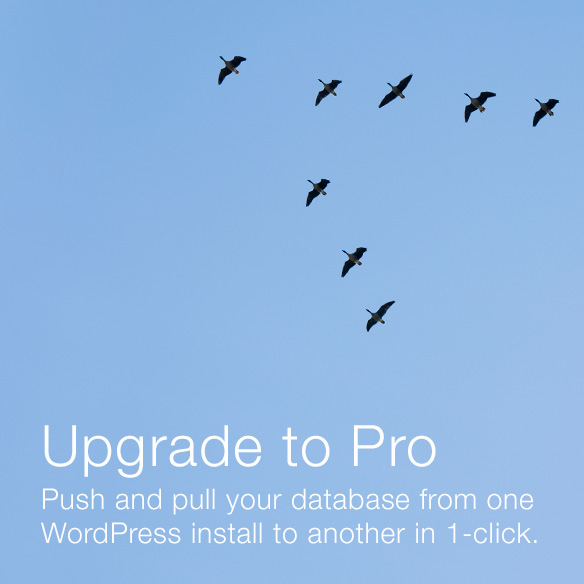 Upgrade to Pro
Push and pull your database from one
WordPress install to another in 1-click.